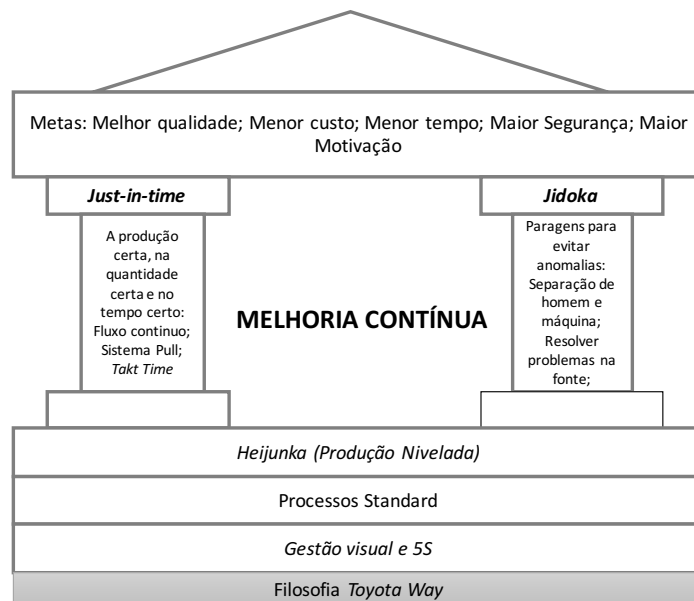 Metas: Melhor qualidade; Menor custo; Menor tempo; Maior Segurança; Maior
Motivação
Just-in-time
A produção
certa, na
quantidade
certa e no
tempo certo:
Fluxo continuo;
Sistema Pull;
Takt Time
MELHORIA CONTÍNUA
Jidoka
Paragens para
evitar
anomalias:
Separação de
homem e
máquina;
Resolver
problemas na
fonte;
Heijunka (Produção Nivelada)
Processos Standard
Gestão visual e 5S
Filosofia Toyota Way